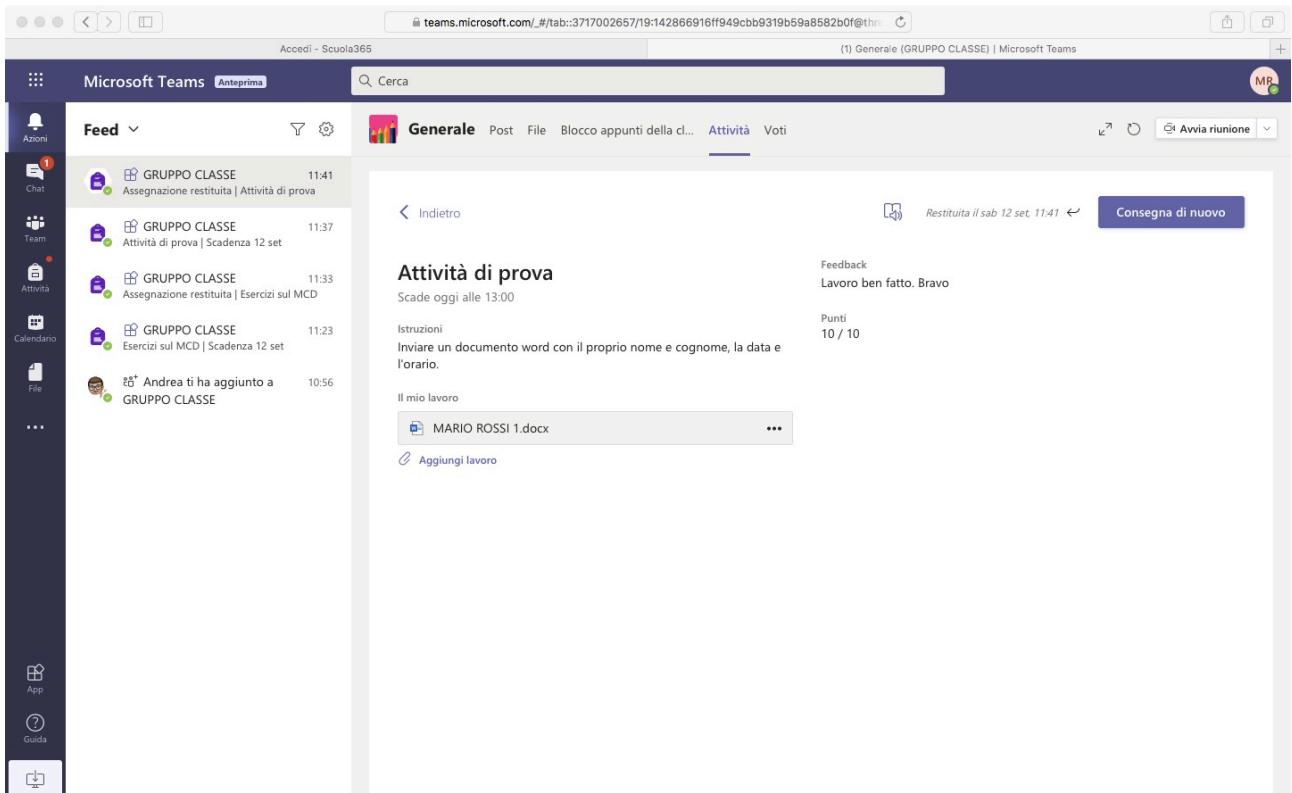 teams.microsoft.com/_#/tab::3717002657/19:142866916ff949cbb9319b59a8582b0f@thr
Accedi - Scuola365
(1) Generale (GRUPPO CLASSE) | Microsoft Teams
Microsoft Teams Anteprima
Cerca
MR
Azioni
1
Chat
Team
Attività
Calendario
File
App
Guida
Feed
GRUPPO CLASSE 11:41
Assegnazione restituita | Attività di prova
GRUPPO CLASSE 11:37
Attività di prova | Scadenza 12 set
GRUPPO CLASSE 11:33
Assegnazione restituita | Esercizi sul MCD
GRUPPO CLASSE 11:23
Esercizi sul MCD | Scadenza 12 set
Andrea ti ha aggiunto a 10:56
GRUPPO CLASSE
Generale Post File Blocco appunti della cl... Attività Voti
Avvia riunione
Indietro
Restituita il sab 12 set, 11:41
Consegna di nuovo
Attività di prova
Scade oggi alle 13:00
Istruzioni
Inviare un documento word con il proprio nome e cognome, la data e
l'orario.
Il mio lavoro
MARIO ROSSI 1.docx
Aggiungi lavoro
Feedback
Lavoro ben fatto. Bravo
Punti
10 / 10